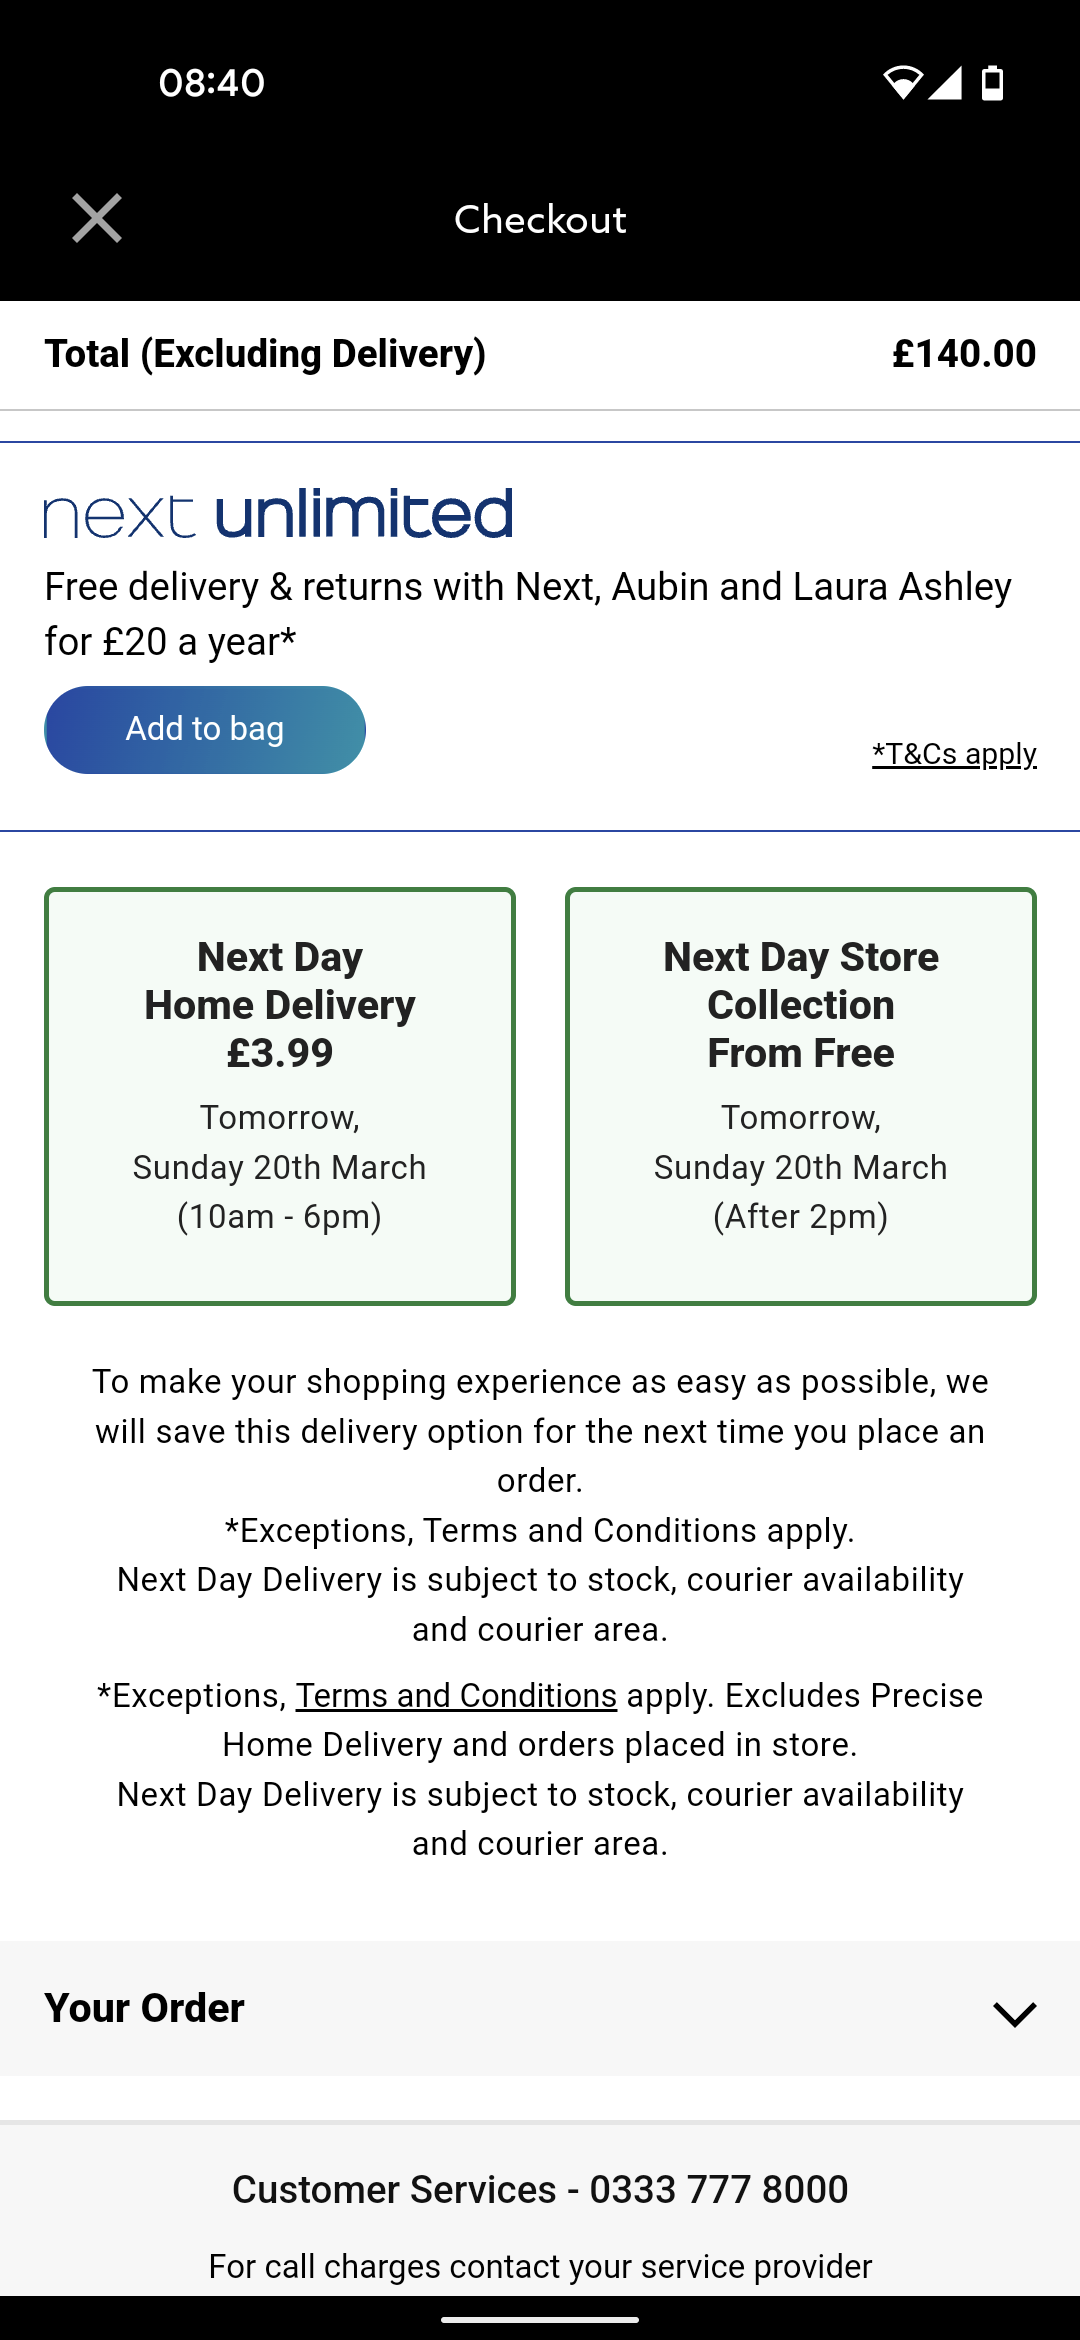 08:40
Checkout
Total (Excluding Delivery) £140.00
next unlimited
Free delivery & returns with Next, Aubin and Laura Ashley
for £20 a year*
Add to bag
*T&Cs apply
Next Day
Home Delivery
£3.99
Tomorrow,
Sunday 20th March
(10am - 6pm)
Next Day Store
Collection
From Free
Tomorrow,
Sunday 20th March
(After 2pm)
To make your shopping experience as easy as possible, we
will save this delivery option for the next time you place an
order.
*Exceptions, Terms and Conditions apply.
Next Day Delivery is subject to stock, courier availability
and courier area.
*Exceptions, Terms and Conditions apply. Excludes Precise
Home Delivery and orders placed in store.
Next Day Delivery is subject to stock, courier availability
and courier area.
Your Order
Customer Services - 0333 777 8000
For call charges contact your service provider